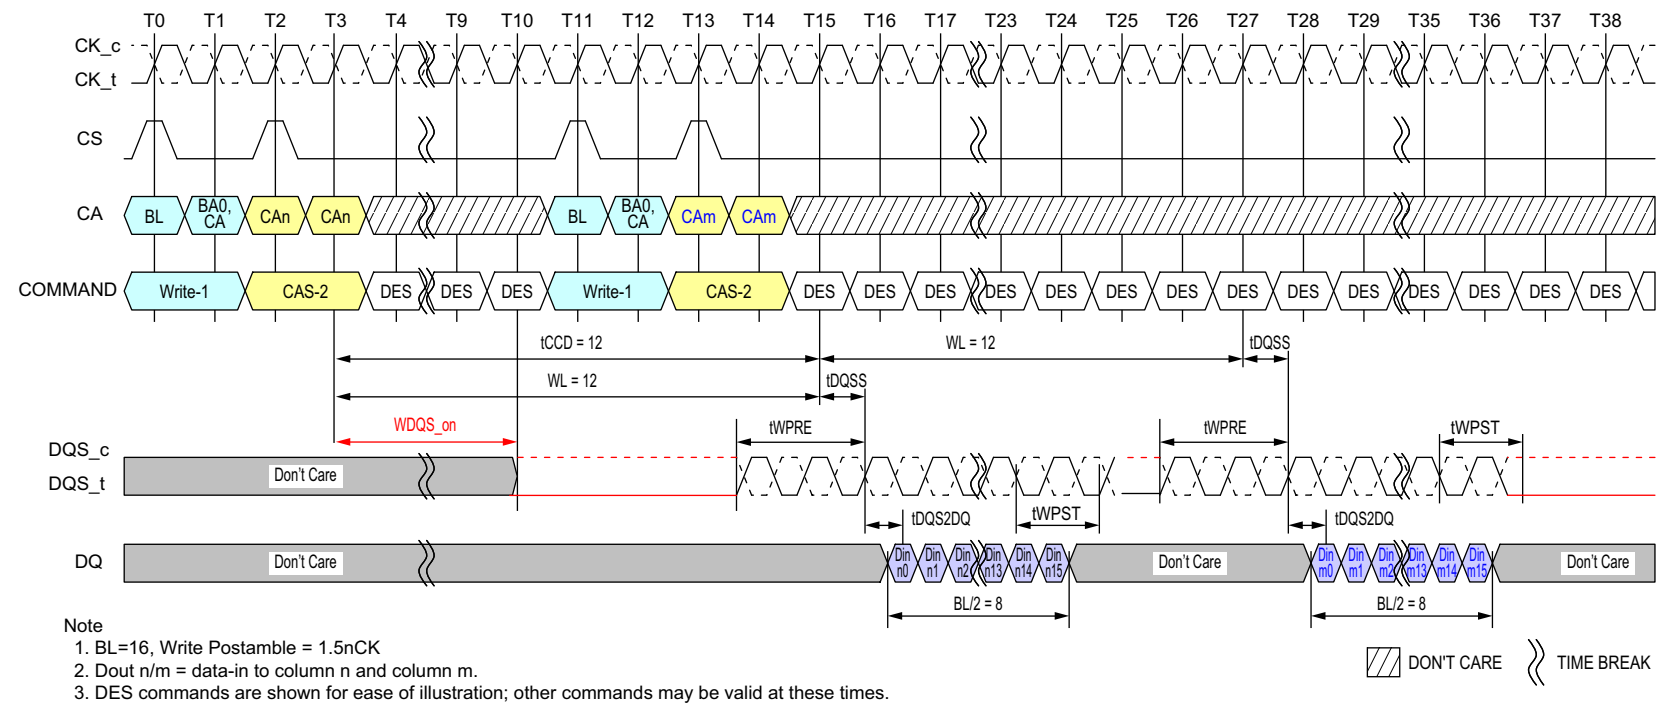 T0 T1 T2 T3 T4 T9 T10 T11 T12 T13 T14 T15 T16 T17 T23 T24 T25 T26 T27 T28 T29 T35 T36 T37 T38
CK_c
CK_t
CS
CA BL BA0, CA CAn CAn BL BA0, CA CAm CAm
COMMAND Write-1 CAS-2 DES DES DES Write-1 CAS-2 DES DES DES DES DES DES DES DES DES DES DES DES DES DES
tCCD = 12 WL = 12 tDQSS
WL = 12 tDQSS
WDQS_on tWPRE tWPRE tWPST
DQS_c
Don't Care
DQS_t
tDQS2DQ tWPST tDQS2DQ
DQ Don't Care Din n0 Din n1 Din n2 Din n13 Din n14 Din n15 Don't Care Din m0 Din m1 Din m2 Din m13 Din m14 Din m15 Don't Care
BL/2 = 8 BL/2 = 8
Note
1. BL=16, Write Postamble = 1.5nCK
2. Dout n/m = data-in to column n and column m.
3. DES commands are shown for ease of illustration; other commands may be valid at these times.
DON'T CARE TIME BREAK